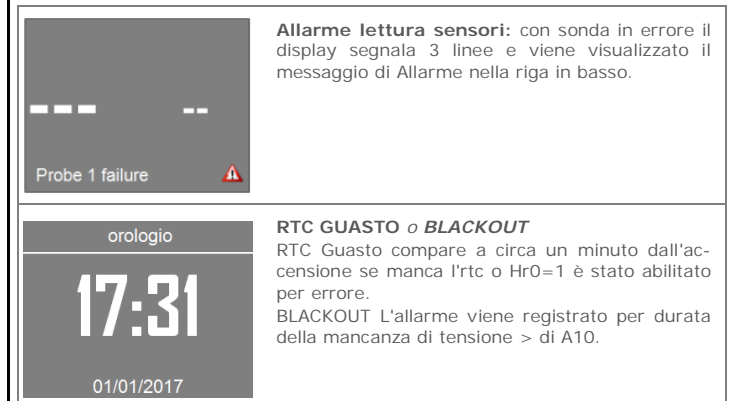 Allarme lettura sensori: con sonda in errore il
display segnala 3 linee e viene visualizzato il
messaggio di Allarme nella riga in basso.
--- --
Probe 1 failure
orologio
17:31
01/01/2017
RTC GUASTO o BLACKOUT
RTC Guasto compare a circa un minuto dall'ac-
censione se manca l'rtc o Hr0=1 è stato abilitato
per errore.
BLACKOUT L'allarme viene registrato per durata
della mancanza di tensione > di A10.